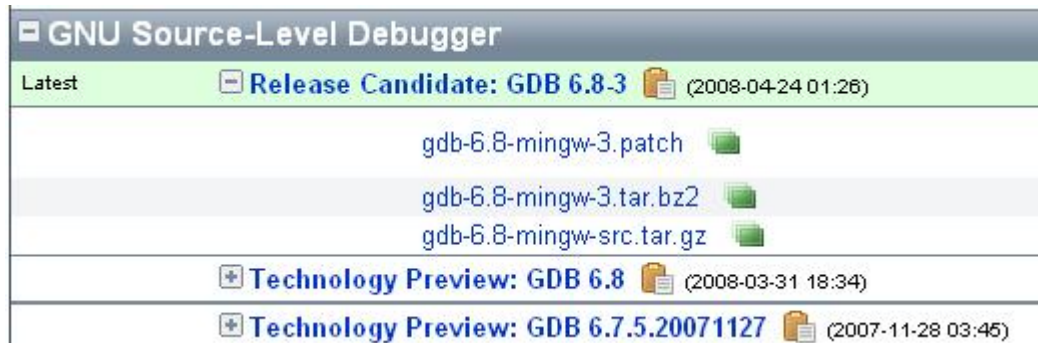 GNU Source-Level Debugger
Latest Release Candidate: GDB 6.8-3 (2008-04-24 01:26)
gdb-6.8-mingw-3.patch
gdb-6.8-mingw-3.tar.bz2
gdb-6.8-mingw-src.tar.gz
Technology Preview: GDB 6.8 (2008-03-31 18:34)
Technology Preview: GDB 6.7.5.20071127 (2007-11-28 03:45)